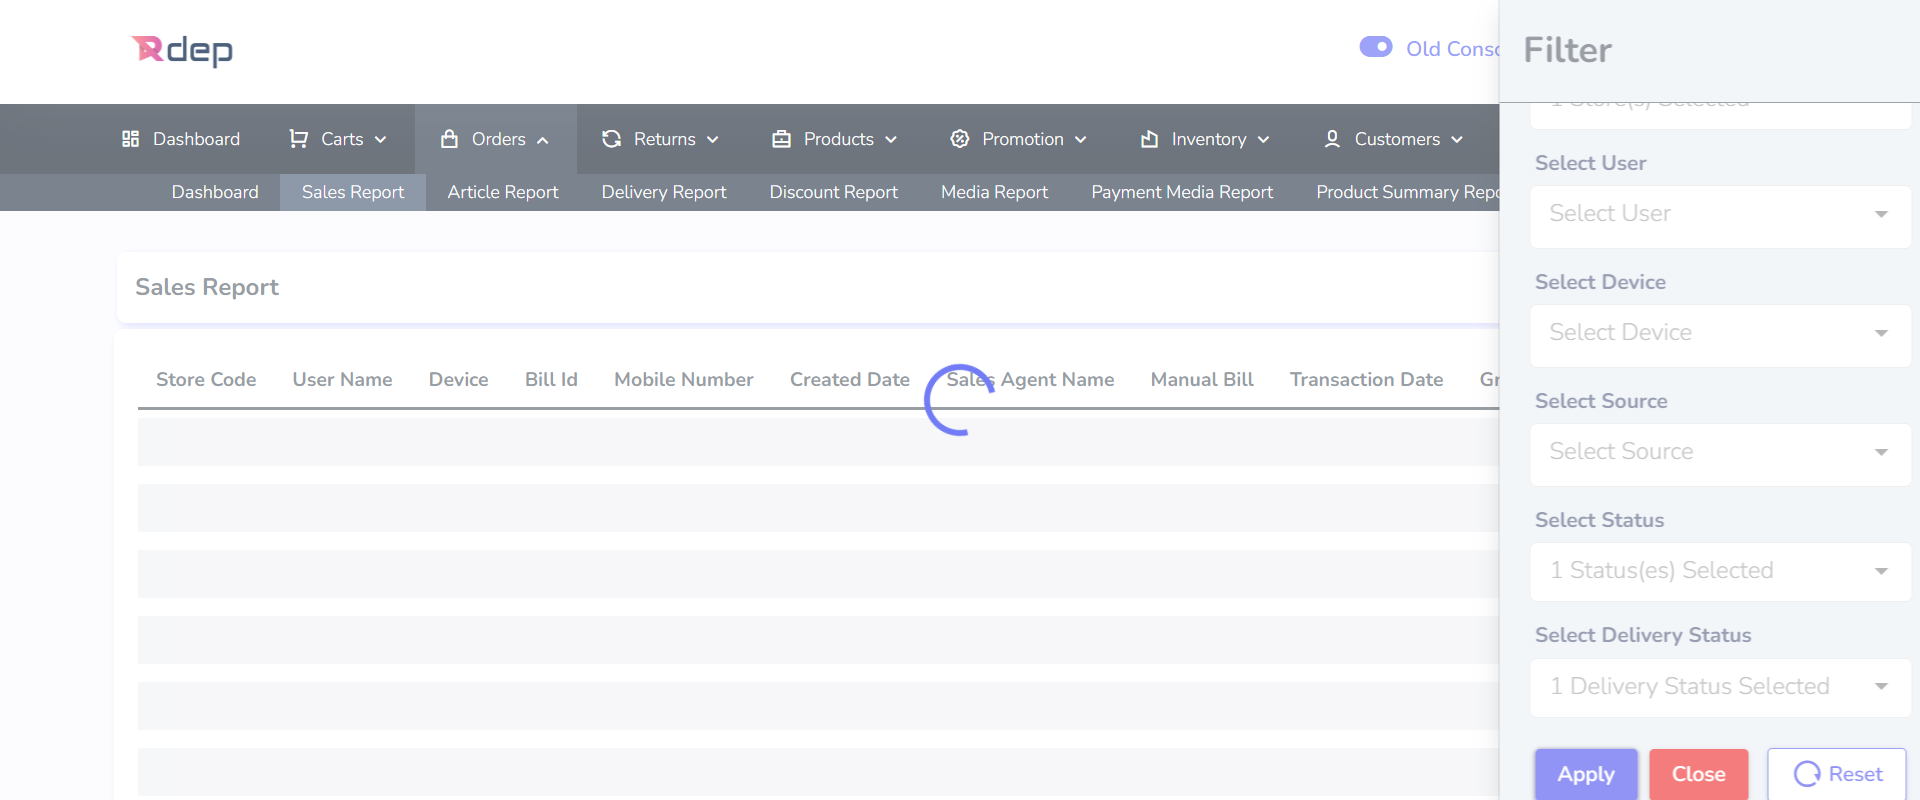 Rdep
Old Conso
Filter
1 Store(s) Selected
Dashboard Carts Orders Returns Products Promotion Inventory Customers
Dashboard Sales Report Article Report Delivery Report Discount Report Media Report Payment Media Report Product Summary Repo
Select User
Select User
Sales Report
Select Device
Select Device
Store Code User Name Device Bill Id Mobile Number Created Date Sales Agent Name Manual Bill Transaction Date Gr
Select Source
Select Source
Select Status
1 Status(es) Selected
Select Delivery Status
1 Delivery Status Selected
Apply Close Reset